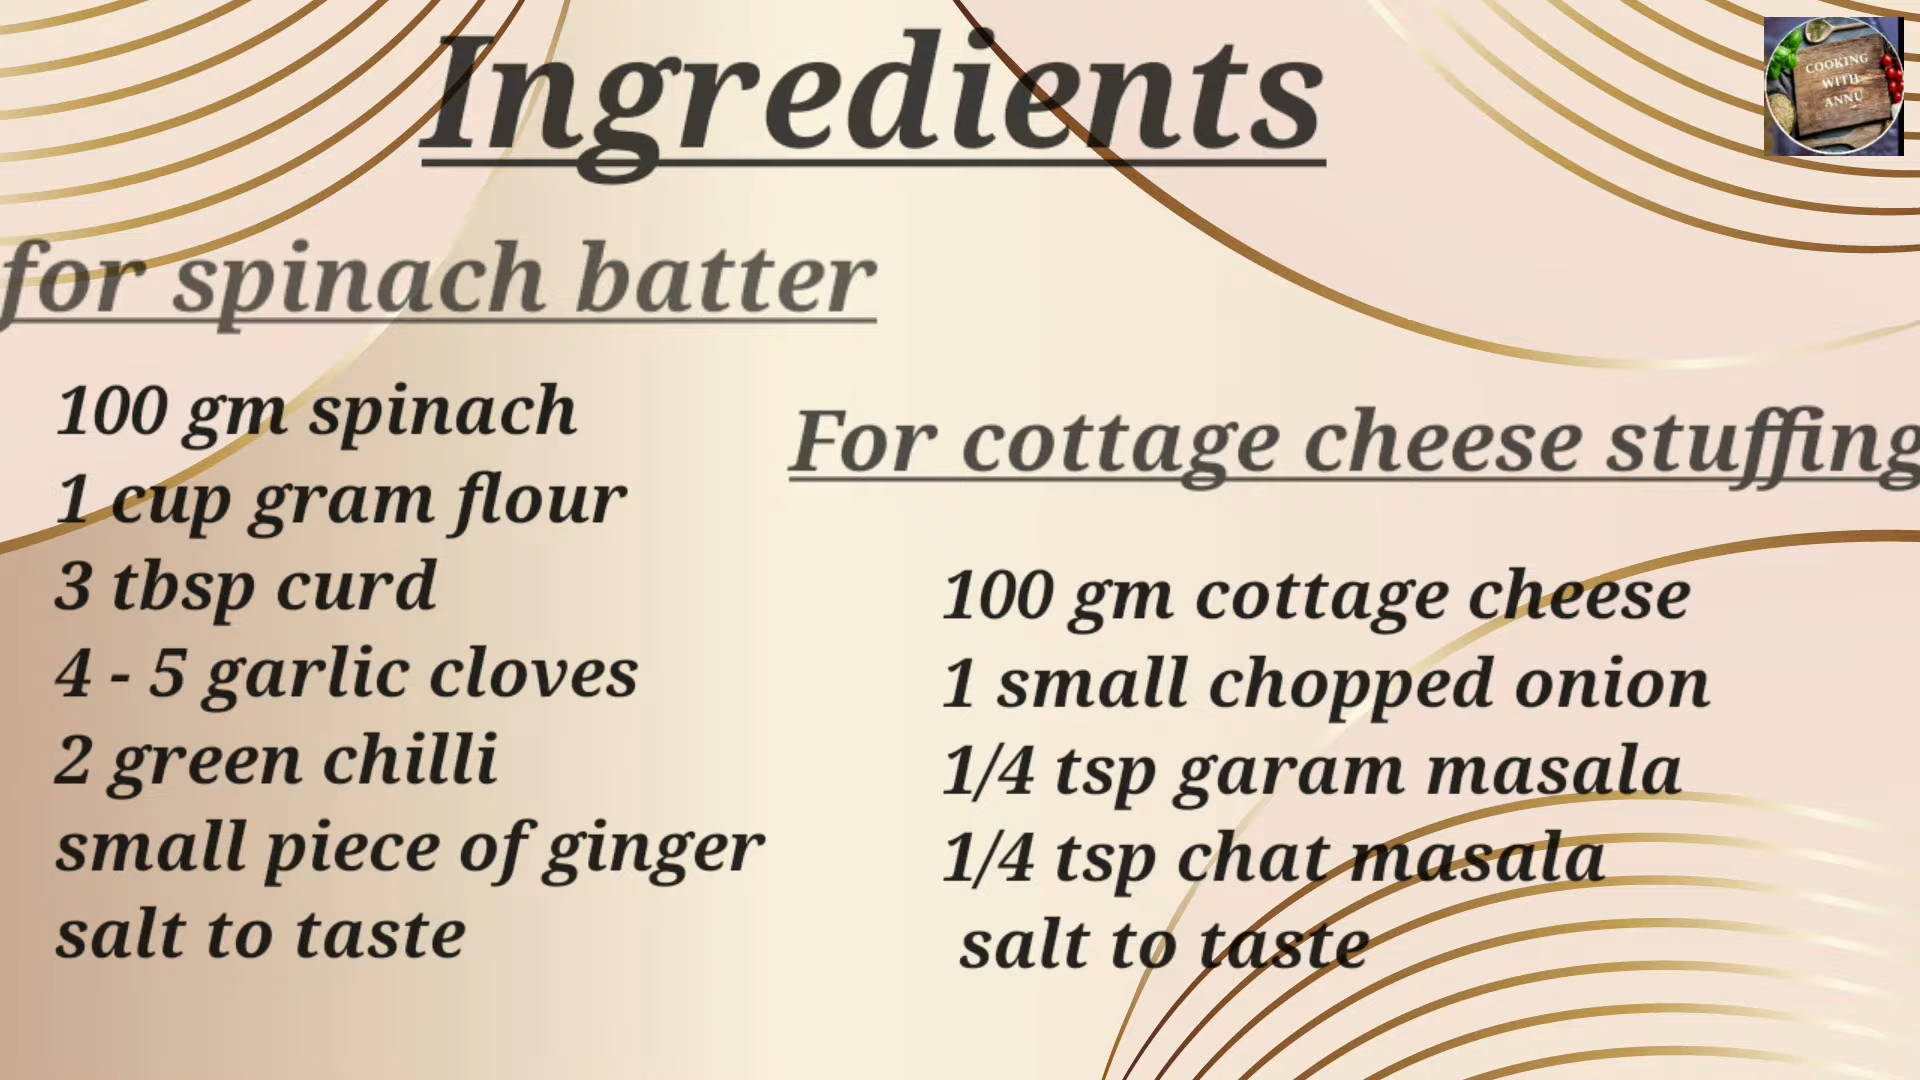 Ingredients
for spinach batter
100 gm spinach
1 cup gram flour
3 tbsp curd
4 - 5 garlic cloves
2 green chilli
small piece of ginger
salt to taste
For cottage cheese stuffing
100 gm cottage cheese
1 small chopped onion
1/4 tsp garam masala
1/4 tsp chat masala
salt to taste
COOKING
WITH
ANNU